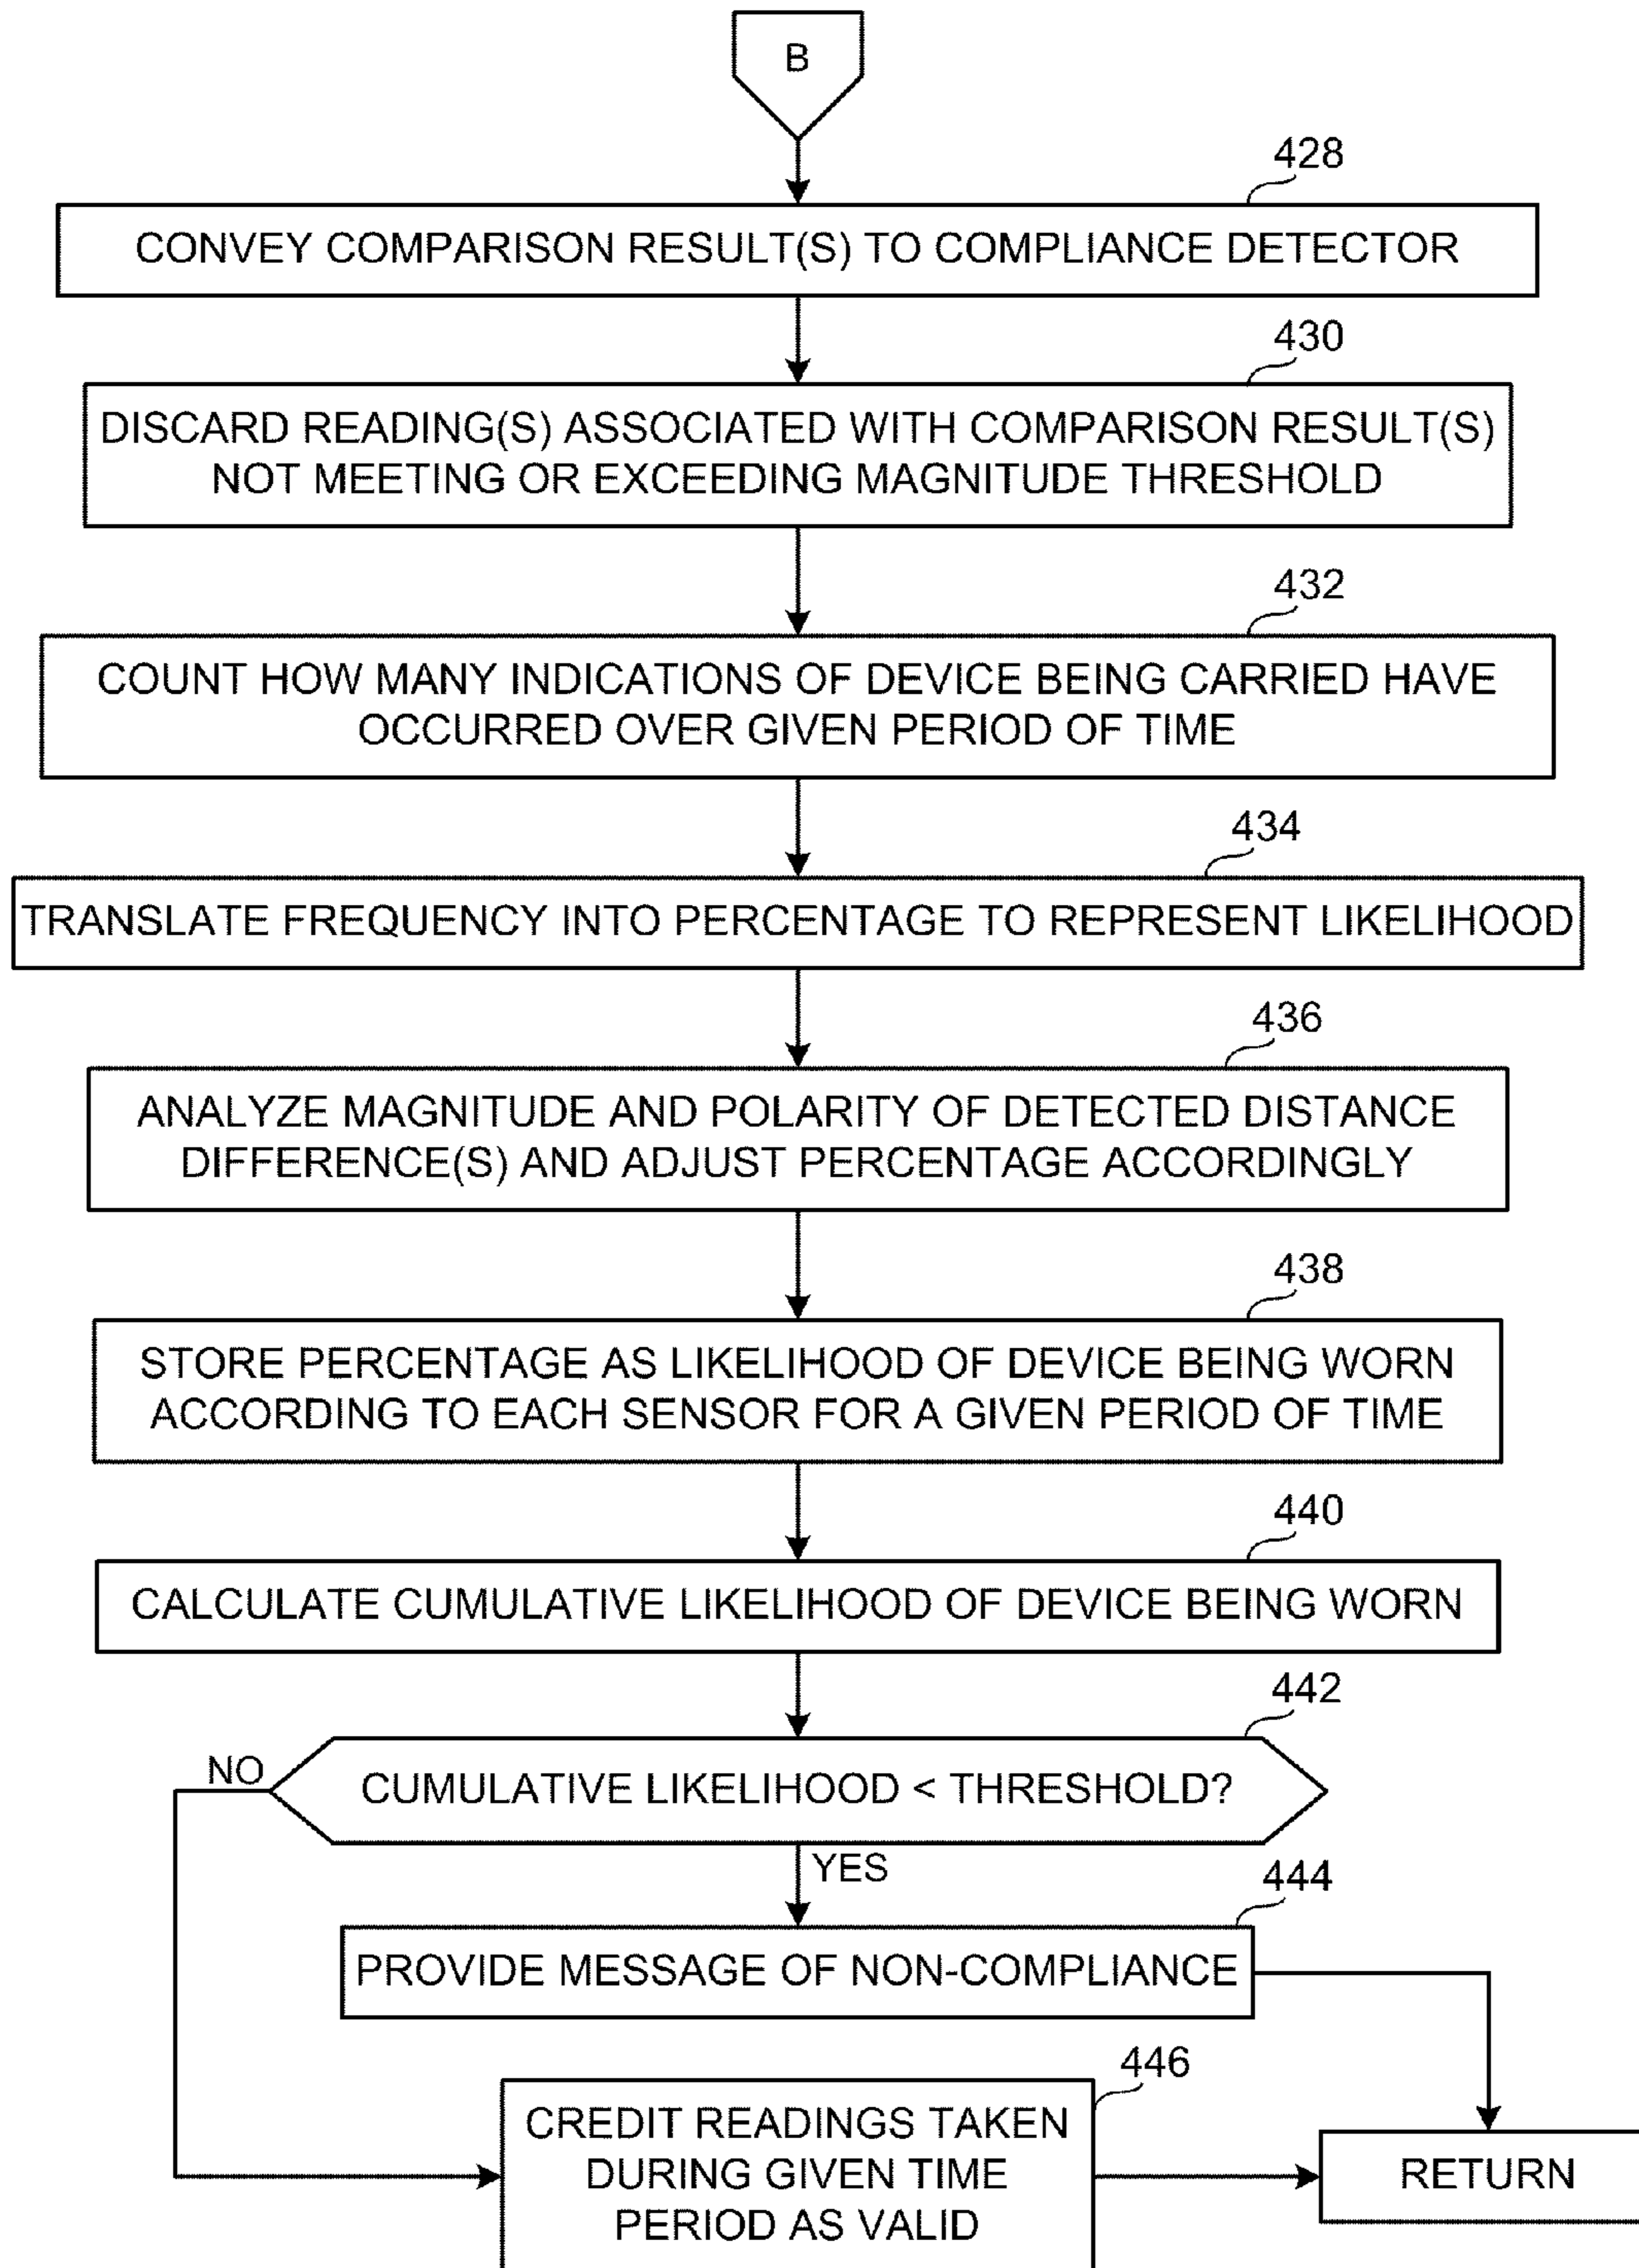 B
428
CONVEY COMPARISON RESULT(S) TO COMPLIANCE DETECTOR
430
DISCARD READING(S) ASSOCIATED WITH COMPARISON RESULT(S)
NOT MEETING OR EXCEEDING MAGNITUDE THRESHOLD
432
COUNT HOW MANY INDICATIONS OF DEVICE BEING CARRIED HAVE
OCCURRED OVER GIVEN PERIOD OF TIME
434
TRANSLATE FREQUENCY INTO PERCENTAGE TO REPRESENT LIKELIHOOD
436
ANALYZE MAGNITUDE AND POLARITY OF DETECTED DISTANCE
DIFFERENCE(S) AND ADJUST PERCENTAGE ACCORDINGLY
438
STORE PERCENTAGE AS LIKELIHOOD OF DEVICE BEING WORN
ACCORDING TO EACH SENSOR FOR A GIVEN PERIOD OF TIME
440
CALCULATE CUMULATIVE LIKELIHOOD OF DEVICE BEING WORN
442
NO
CUMULATIVE LIKELIHOOD < THRESHOLD?
YES
444
PROVIDE MESSAGE OF NON-COMPLIANCE
446
CREDIT READINGS TAKEN
DURING GIVEN TIME
PERIOD AS VALID
RETURN